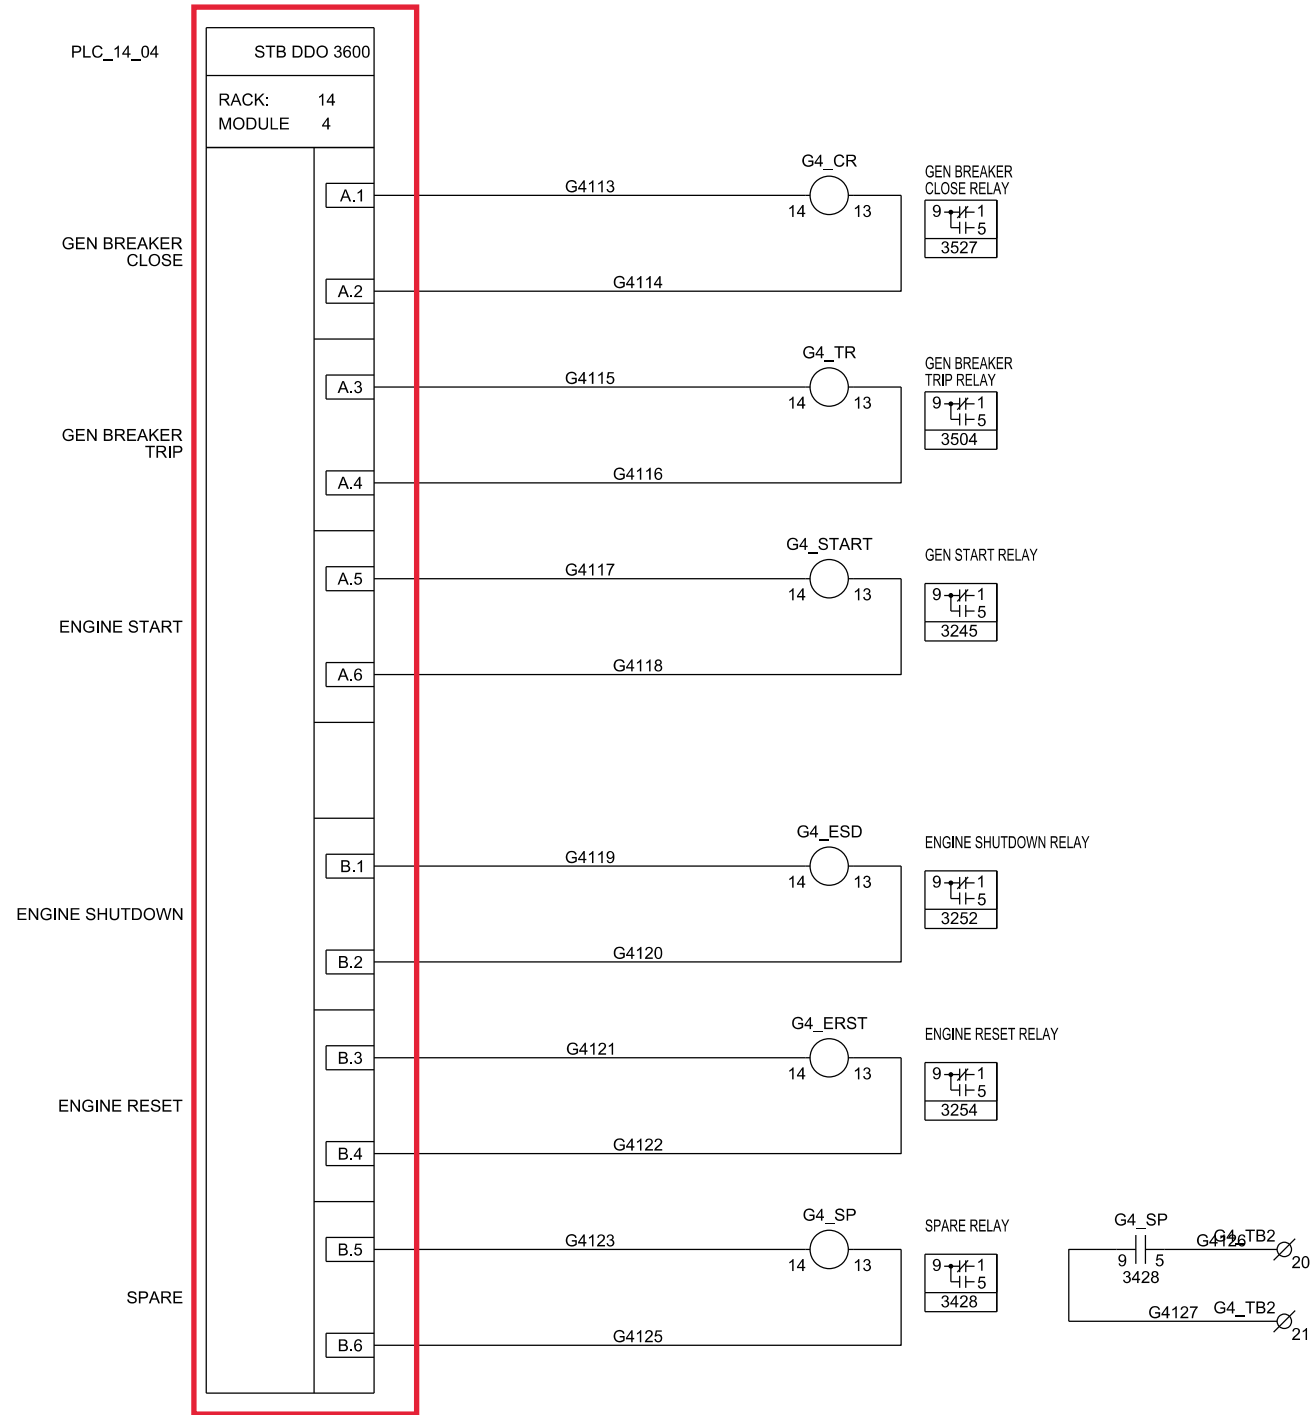 PLC_14_04
STB DDO 3600
RACK: 14
MODULE 4
GEN BREAKER
CLOSE
A.1
G4113
G4_CR
14
13
GEN BREAKER
CLOSE RELAY
9 1
5
3527
A.2
G4114
GEN BREAKER
TRIP
A.3
G4115
G4_TR
14
13
GEN BREAKER
TRIP RELAY
9 1
5
3504
A.4
G4116
ENGINE START
A.5
G4117
G4_START
14
13
GEN START RELAY
9 1
5
3245
A.6
G4118
ENGINE SHUTDOWN
B.1
G4119
G4_ESD
14
13
ENGINE SHUTDOWN RELAY
9 1
5
3252
B.2
G4120
ENGINE RESET
B.3
G4121
G4_ERST
14
13
ENGINE RESET RELAY
9 1
5
3254
B.4
G4122
SPARE
B.5
G4123
G4_SP
14
13
SPARE RELAY
9 1
5
3428
B.6
G4125
G4_SP
9 5
3428
G4126
G4_TB2
20
G4127
G4_TB2
21